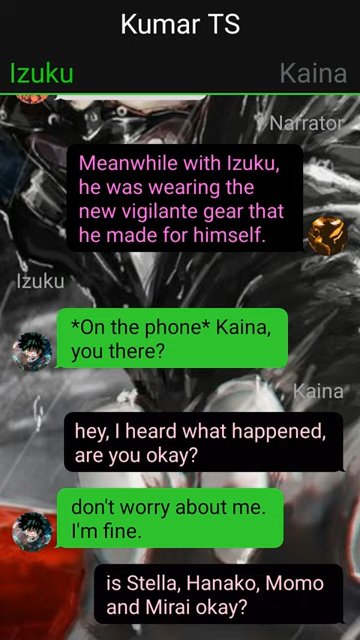 Kumar TS
Izuku
Kaina
Narrator
Meanwhile with Izuku,
he was wearing the
new vigilante gear that
he made for himself.
Izuku
*On the phone* Kaina,
you there?
Kaina
hey, I heard what happened,
are you okay?
don't worry about me.
I'm fine.
is Stella, Hanako, Momo
and Mirai okay?